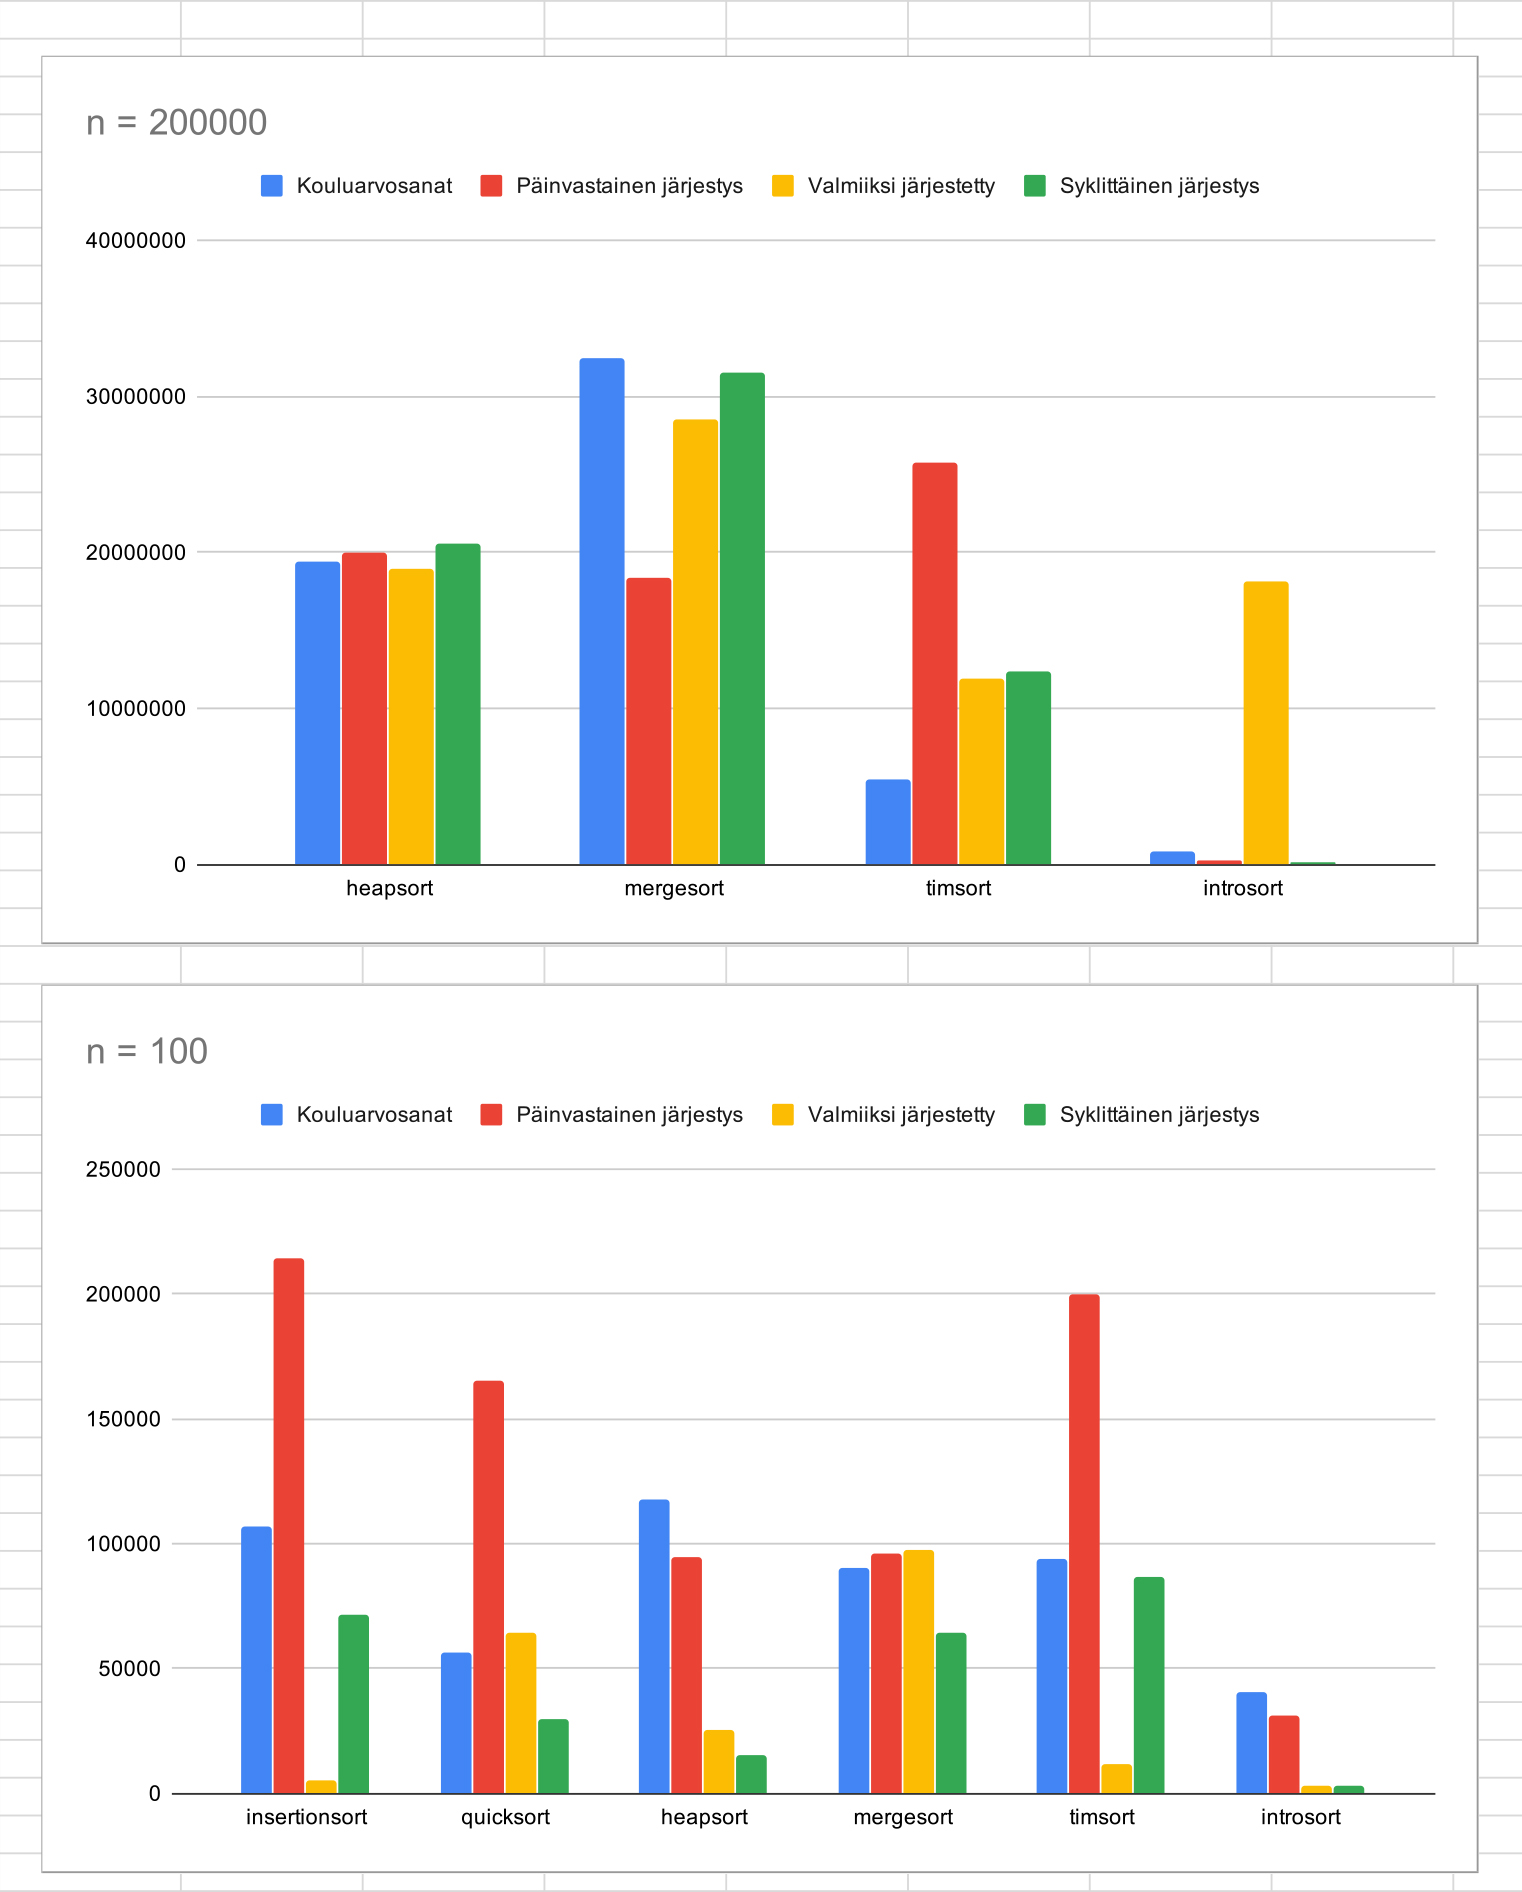 n = 200000
Kouluarvosanat Päinvastainen järjestys Valmiiksi järjestetty Syklittäinen järjestys
40000000
30000000
20000000
10000000
0
heapsort mergesort timsort introsort
n = 100
Kouluarvosanat Päinvastainen järjestys Valmiiksi järjestetty Syklittäinen järjestys
250000
200000
150000
100000
50000
0
insertionsort quicksort heapsort mergesort timsort introsort